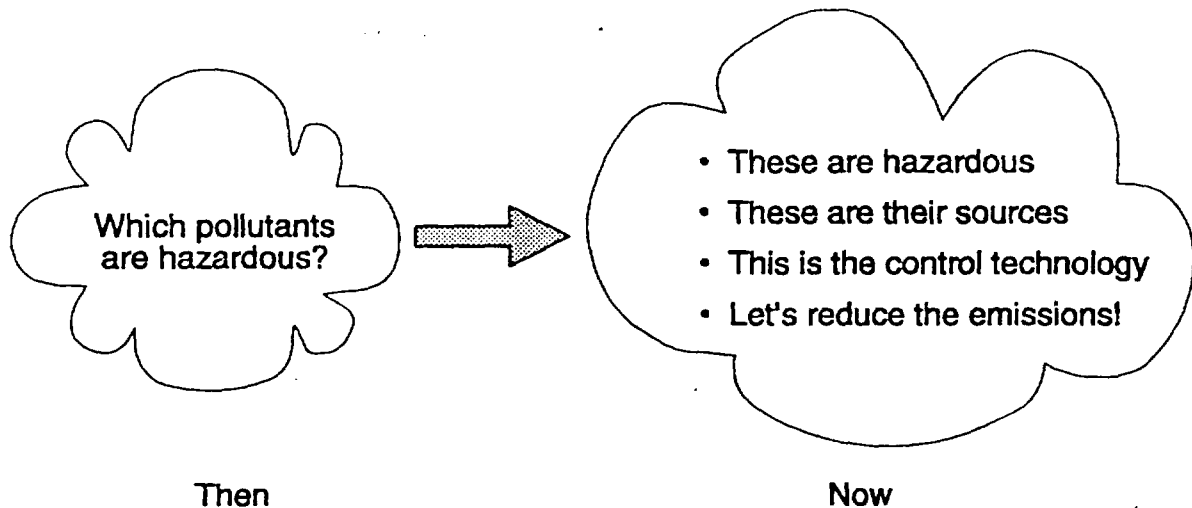 Which pollutants
are hazardous?
• These are hazardous
• These are their sources
• This is the control technology
• Let's reduce the emissions!
Then
Now